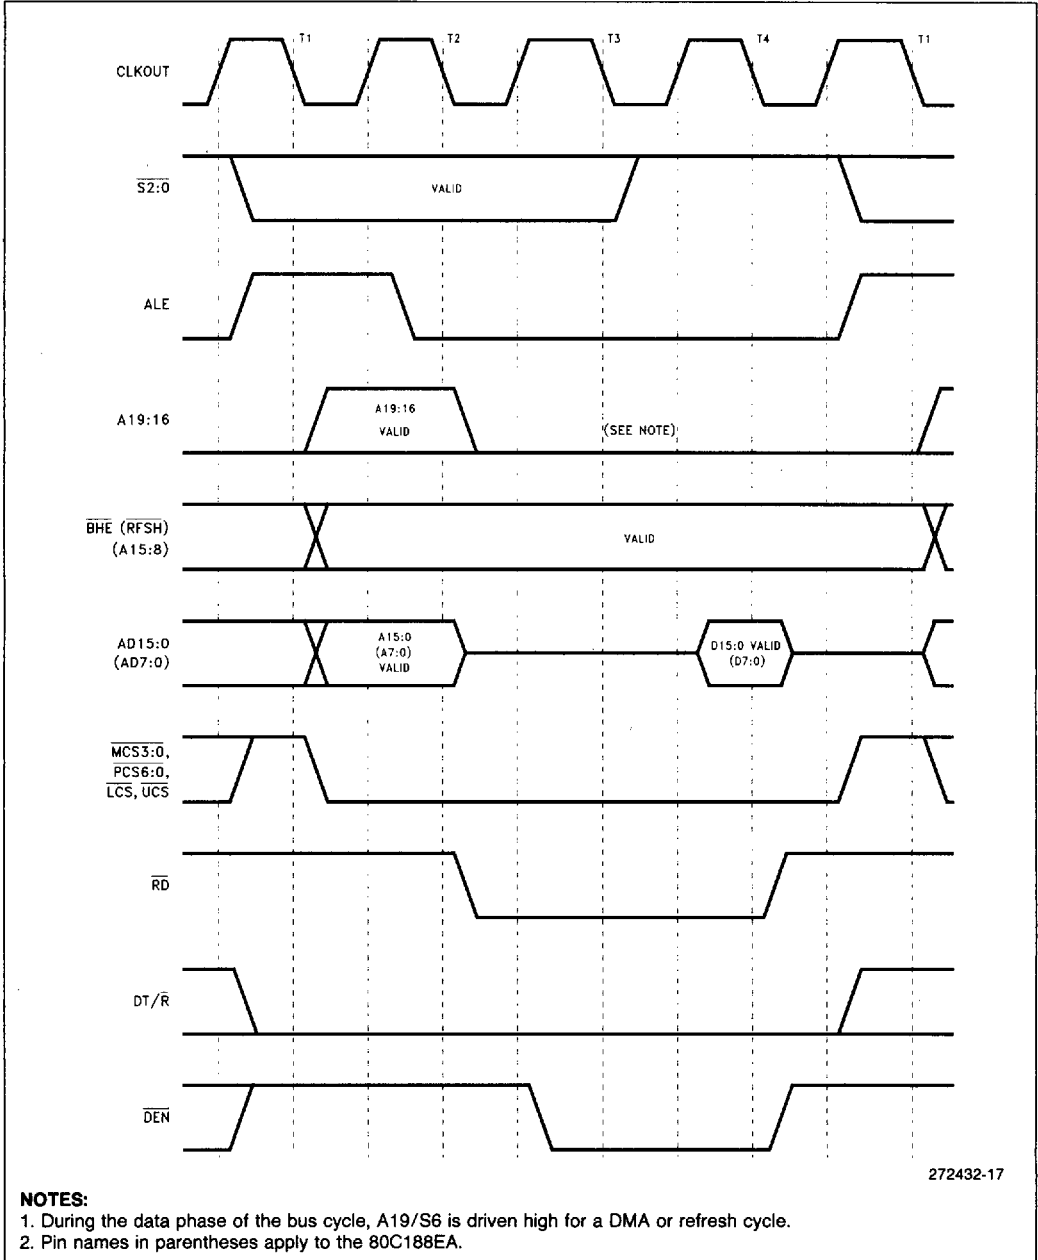 T1 T2 T3 T4 T1
CLKOUT
S2:0
VALID
ALE
A19:16
A19:16
VALID
(SEE NOTE)
BHE (RFSH)
(A15:8)
VALID
AD15:0
(AD7:0)
A15:0
(A7:0)
VALID
D15:0 VALID
(D7:0)
MCS3:0,
PCS6:0,
LCS, UCS
RD
DT/R
DEN
272432-17
NOTES:
1. During the data phase of the bus cycle, A19/S6 is driven high for a DMA or refresh cycle.
2. Pin names in parentheses apply to the 80C188EA.